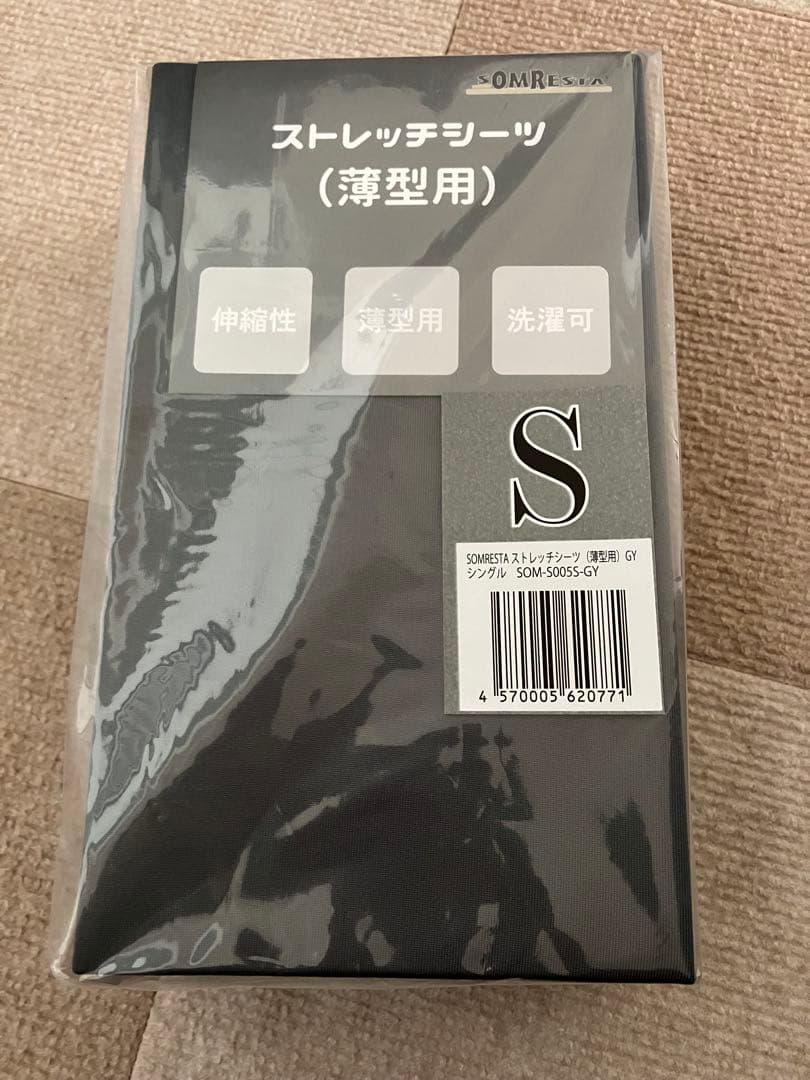 SOMRESTA
ストレッチシーツ
(薄型用)
伸縮性
薄型用
洗濯可
S
SOMRESTA ストレッチシーツ(薄型用)GY
シングル SOM-S005S-GY
4 570005 620771